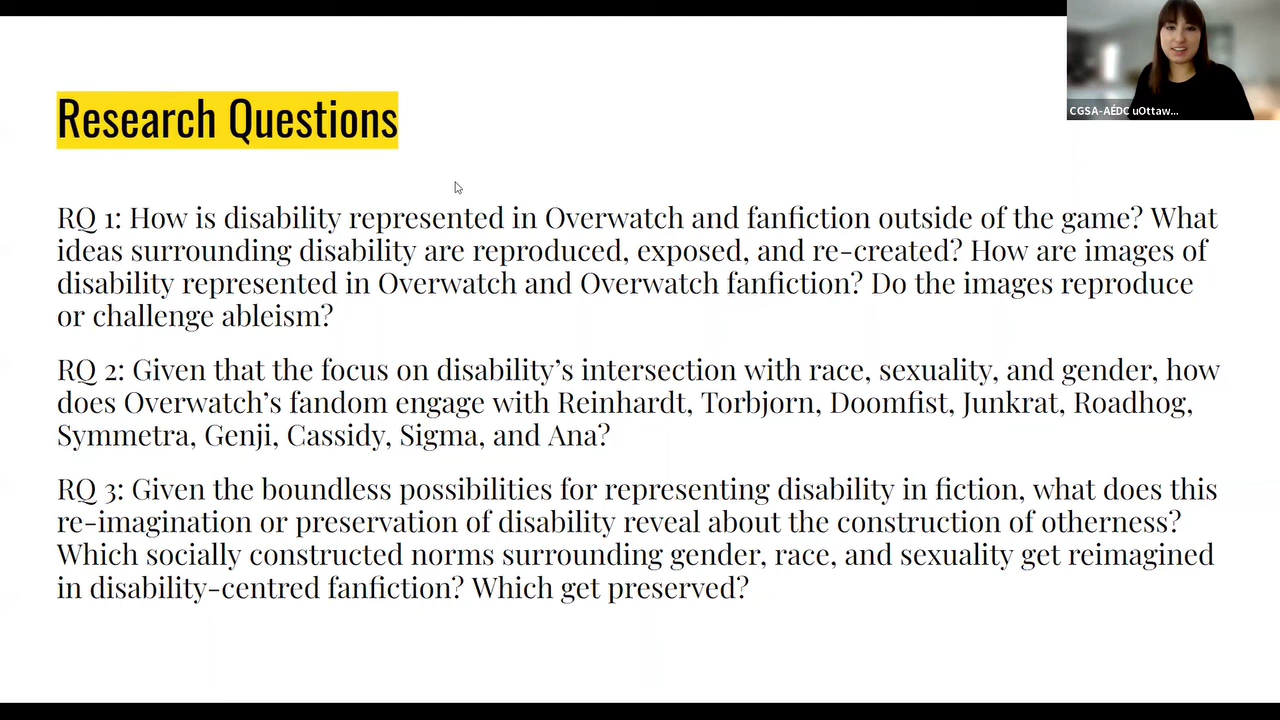 CGSA-AÉDC uOttaw...
Research Questions
RQ 1: How is disability represented in Overwatch and fanfiction outside of the game? What
ideas surrounding disability are reproduced, exposed, and re-created? How are images of
disability represented in Overwatch and Overwatch fanfiction? Do the images reproduce
or challenge ableism?
RQ 2: Given that the focus on disability’s intersection with race, sexuality, and gender, how
does Overwatch’s fandom engage with Reinhardt, Torbjorn, Doomfist, Junkrat, Roadhog,
Symmetra, Genji, Cassidy, Sigma, and Ana?
RQ 3: Given the boundless possibilities for representing disability in fiction, what does this
re-imagination or preservation of disability reveal about the construction of otherness?
Which socially constructed norms surrounding gender, race, and sexuality get reimagined
in disability-centred fanfiction? Which get preserved?